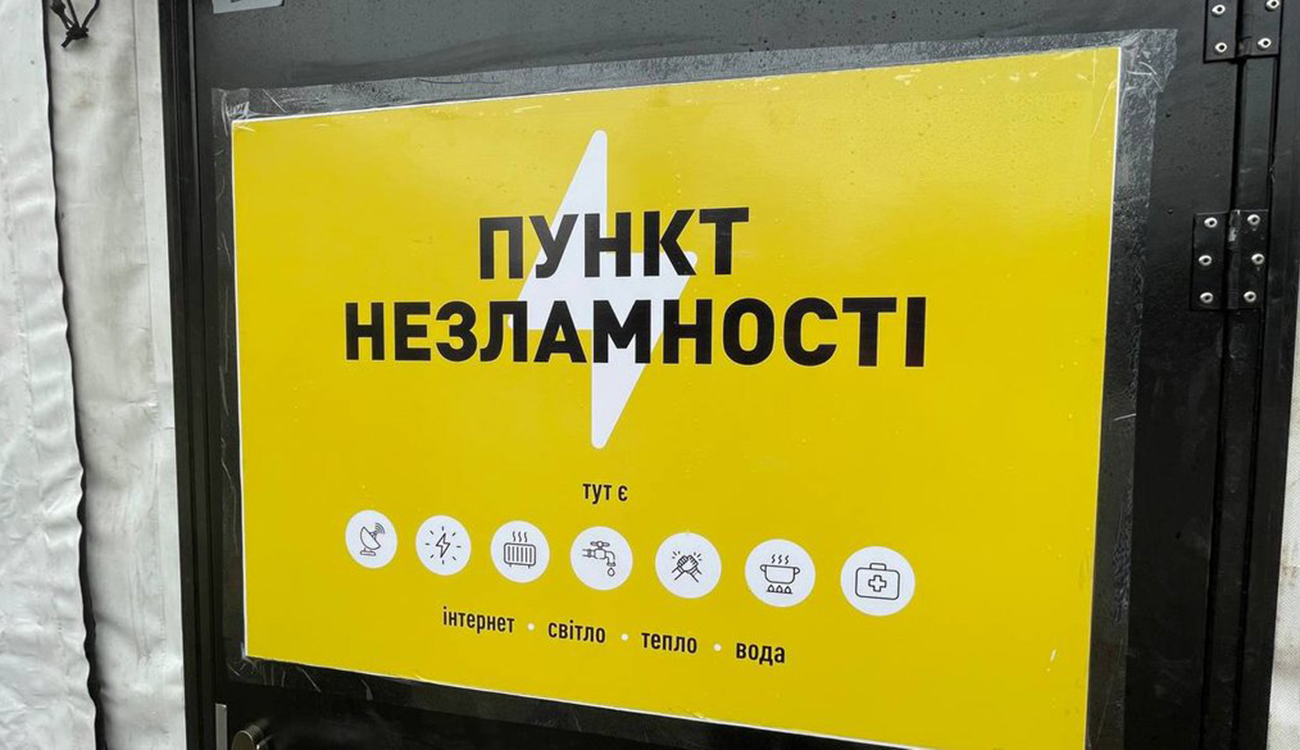 ПУНКТ
НЕЗЛАМНОСТІ
тут є
інтернет • світло • тепло • вода